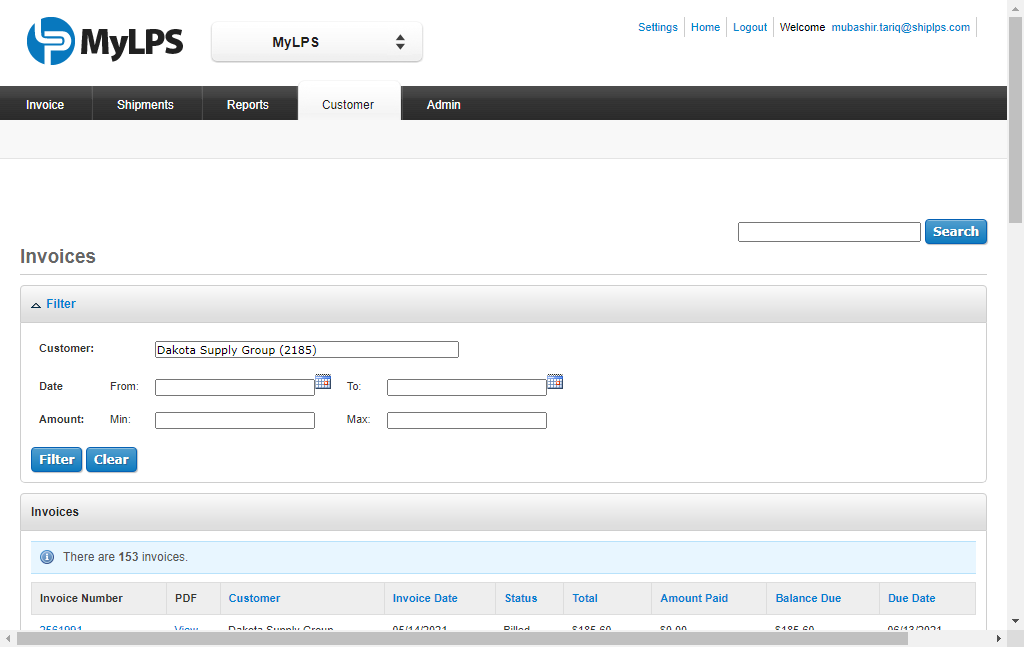 MyLPS
MyLPS
Settings Home Logout Welcome mubashir.tariq@shiplps.com
Invoice Shipments Reports Customer Admin
Search
Invoices
Filter
Customer: Dakota Supply Group (2185)
Date From: To:
Amount: Min: Max:
Filter Clear
Invoices
There are 153 invoices.
Invoice Number PDF Customer Invoice Date Status Total Amount Paid Balance Due Due Date
2561991 View Dakota Supply Group 05/14/2021 Billed $185.60 $0.00 $185.60 06/13/2021